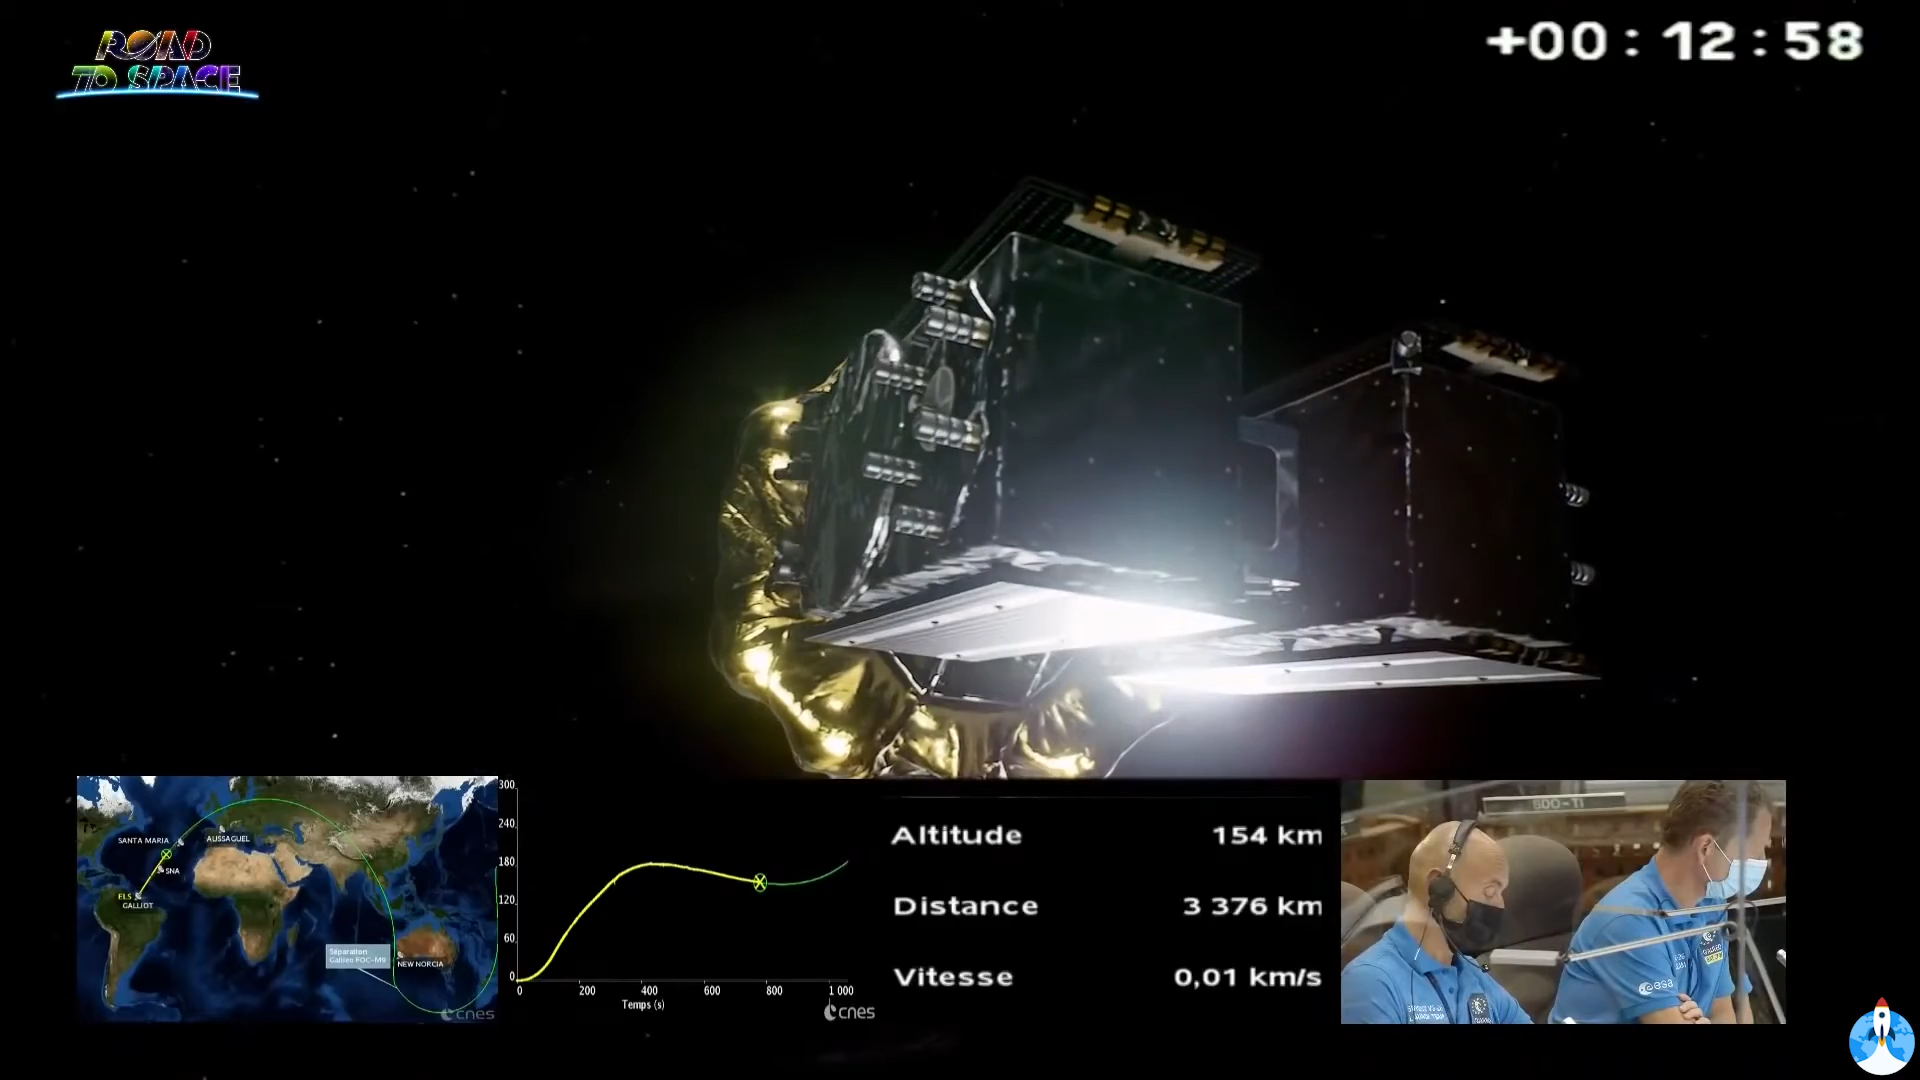 ROAD
TO SPACE
+00:12:58
SANTA MARIA
AUSSAGUEL
SNA
ELS
GALLIOT
Séparation
Galileo FOC-M9
NEW NORCIA
cnes
300
240
180
120
60
0
0
200
400
600
800
1 000
Temps (s)
cnes
Altitude 154 km
Distance 3 376 km
Vitesse 0,01 km/s
esa